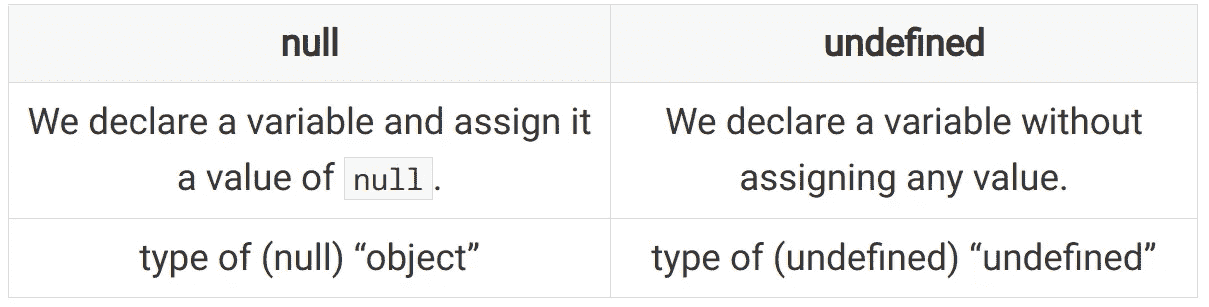 null
undefined
We declare a variable and assign it
a value of null.
We declare a variable without
assigning any value.
type of (null) “object”
type of (undefined) “undefined”